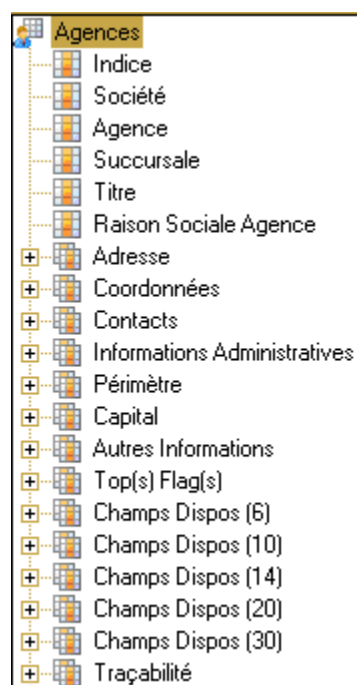 Agences
Indice
Société
Agence
Succursale
Titre
Raison Sociale Agence
Adresse
Coordonnées
Contacts
Informations Administratives
Périmètre
Capital
Autres Informations
Top(s) Flag(s)
Champs Dispos (6)
Champs Dispos (10)
Champs Dispos (14)
Champs Dispos (20)
Champs Dispos (30)
Traçabilité